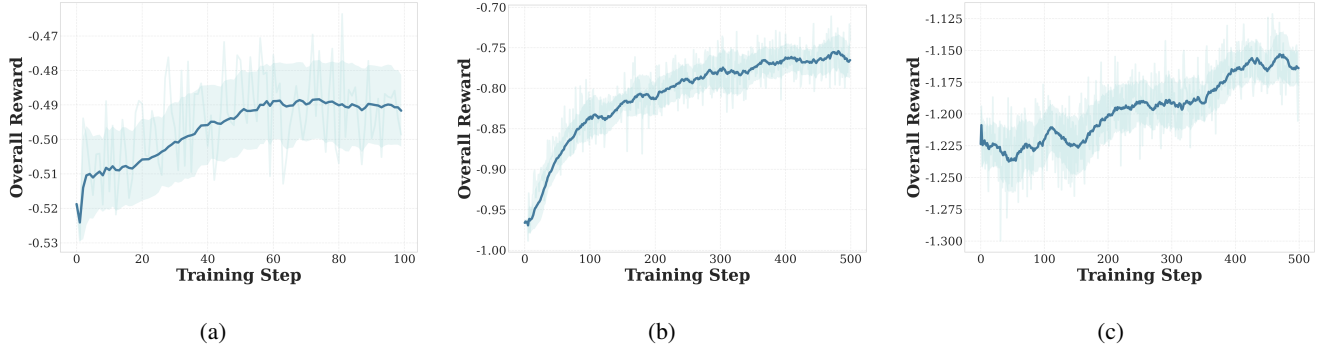 -0.47
-0.48
-0.49
-0.50
-0.51
-0.52
-0.53
Overall Reward
0 20 40 60 80 100
Training Step
(a)
-0.70
-0.75
-0.80
-0.85
-0.90
-0.95
-1.00
Overall Reward
0 100 200 300 400 500
Training Step
(b)
-1.125
-1.150
-1.175
-1.200
-1.225
-1.250
-1.275
-1.300
Overall Reward
0 100 200 300 400 500
Training Step
(c)